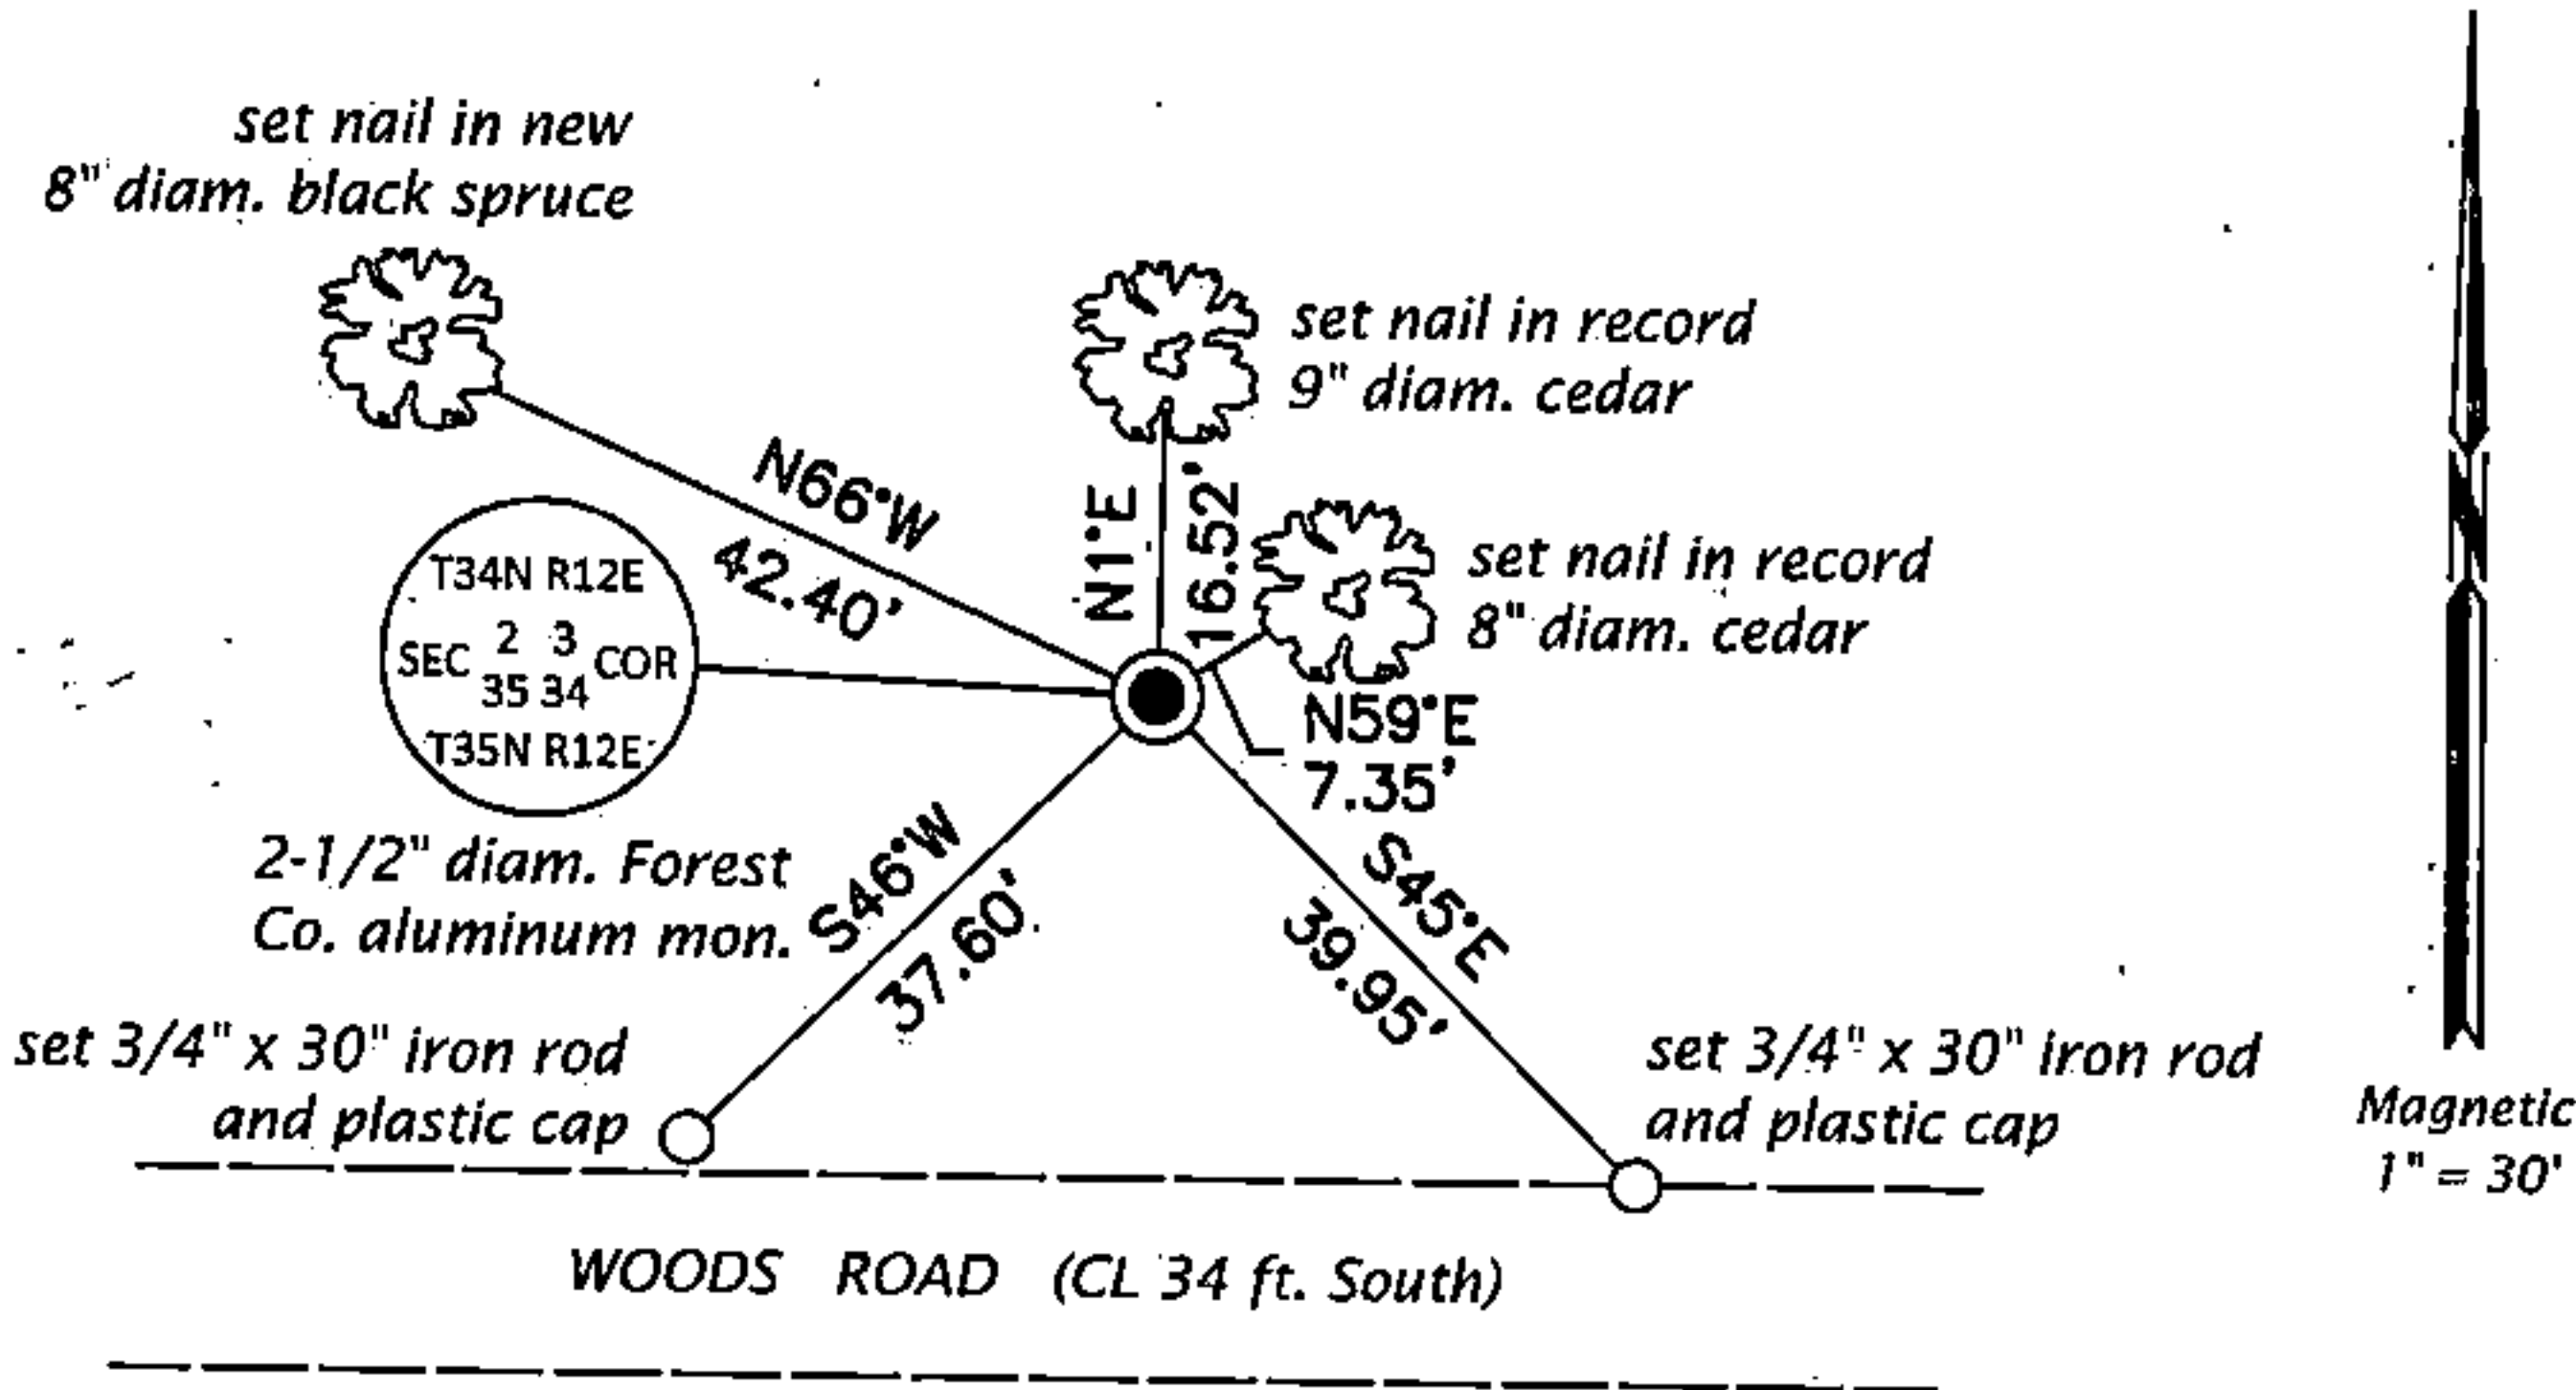 set nail in new
8" diam. black spruce
set nail in record
9" diam. cedar
N66°W
42.40'
N1°E
16.52'
set nail in record
8" diam. cedar
T34N R12E
2 3
SEC COR
35 34
T35N R12E
N59°E
7.35'
2-1/2" diam. Forest
Co. aluminum mon.
S46°W
37.60'
S45°E
39.95'
set 3/4" x 30" iron rod
and plastic cap
set 3/4" x 30" iron rod
and plastic cap
N
Magnetic
1" = 30'
WOODS ROAD (CL 34 ft. South)